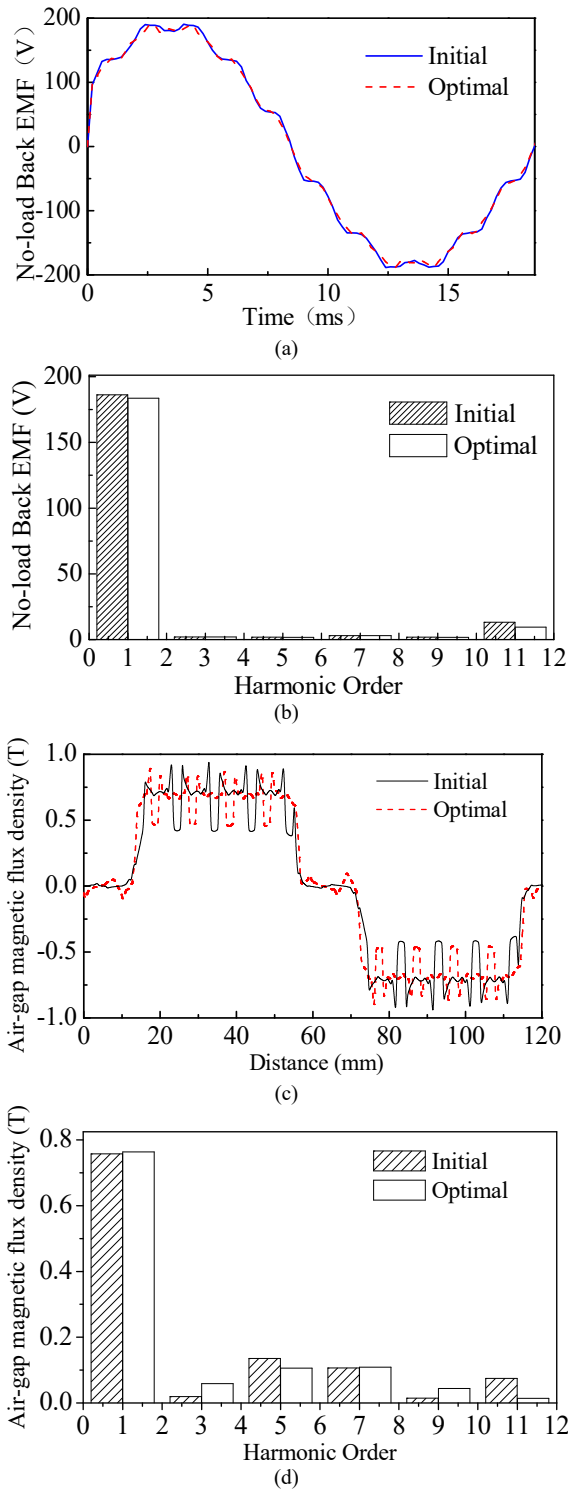 No-load Back EMF（V）
200
100
0
-100
-200
Initial
Optimal
0
5
10
15
Time（ms）
(a)
No-load Back EMF (V)
200
150
100
50
0
Initial
Optimal
0 1 2 3 4 5 6 7 8 9 10 11 12
Harmonic Order
(b)
Air-gap magnetic flux density (T)
1.0
0.5
0.0
-0.5
-1.0
Initial
Optimal
0 20 40 60 80 100 120
Distance (mm)
(c)
Air-gap magnetic flux density (T)
0.8
0.6
0.4
0.2
0.0
Initial
Optimal
0 1 2 3 4 5 6 7 8 9 10 11 12
Harmonic Order
(d)